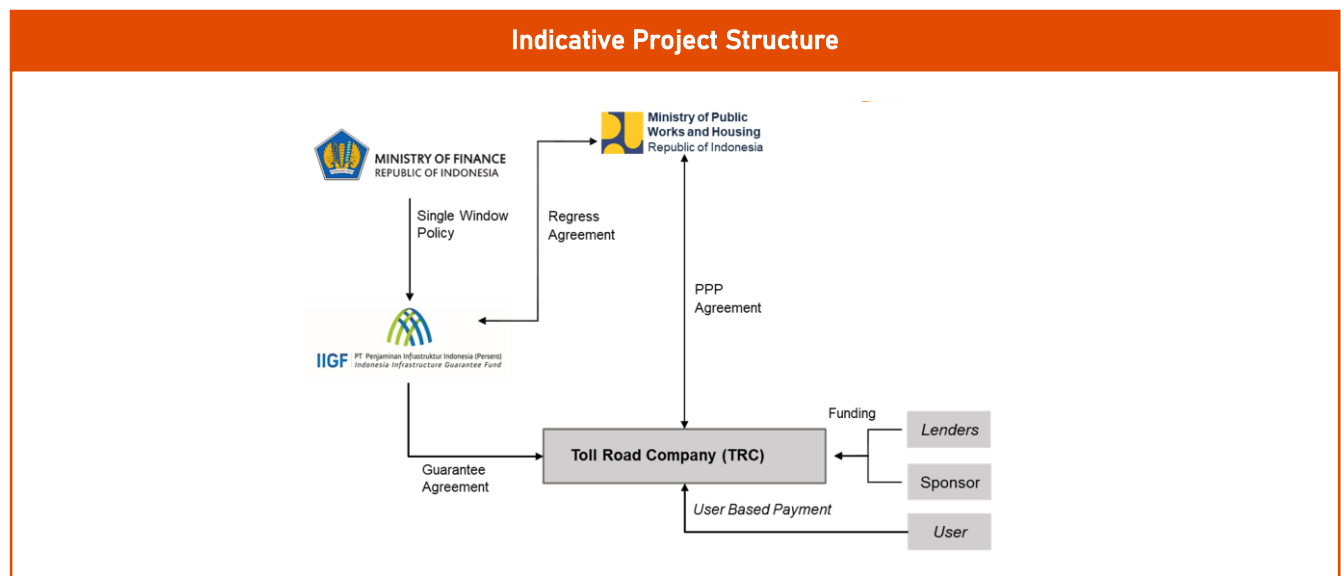 Indicative Project Structure
MINISTRY OF FINANCE
REPUBLIC OF INDONESIA
Ministry of Public
Works and Housing
Republic of Indonesia
Single Window
Policy
Regress
Agreement
PPP
Agreement
IIGF
PT Penjaminan Infrastruktur Indonesia (Persero)
Indonesia Infrastructure Guarantee Fund
Funding
Lenders
Toll Road Company (TRC)
Guarantee
Agreement
Sponsor
User Based Payment
User